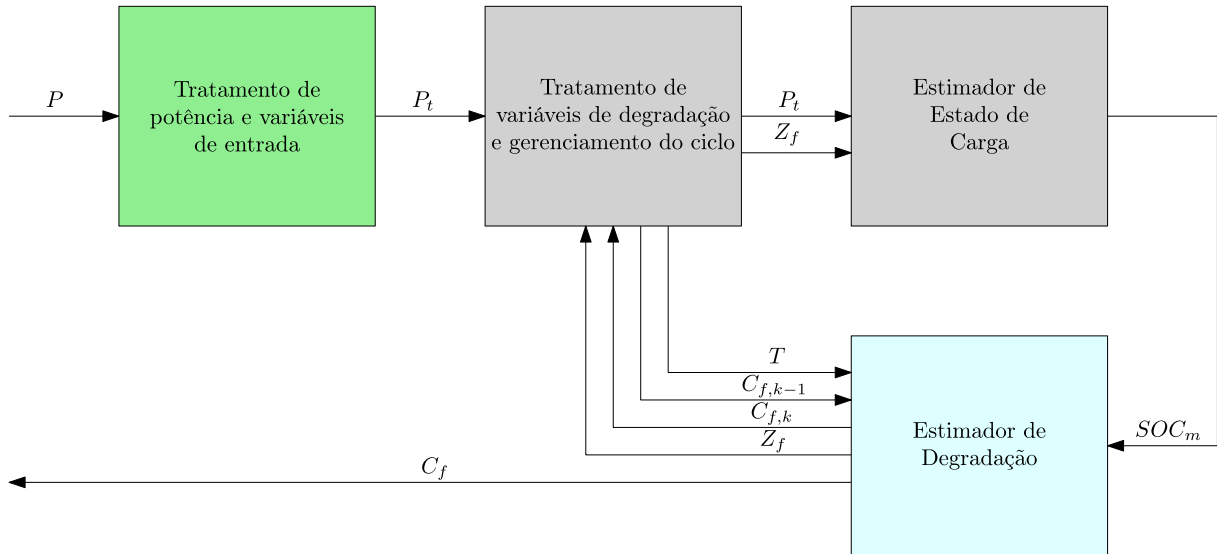 P
Tratamento de
potência e variáveis
de entrada
P_t
Tratamento de
variáveis de degradação
e gerenciamento do ciclo
P_t
Z_f
Estimador de
Estado de
Carga
T
C_{f,k-1}
C_{f,k}
Z_f
Estimador de
Degradação
SOC_m
C_f